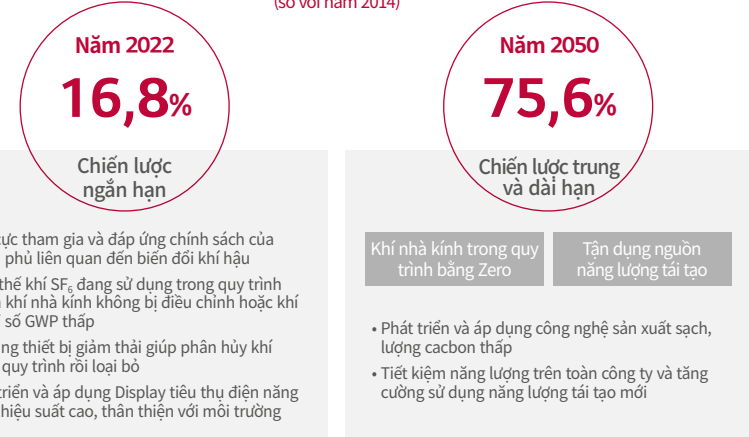 (so với năm 2014)
Năm 2022
16,8%
Chiến lược
ngắn hạn
cực tham gia và đáp ứng chính sách của
phủ liên quan đến biến đổi khí hậu
thế khí SF₆ đang sử dụng trong quy trình
khí nhà kính không bị điều chỉnh hoặc khí
số GWP thấp
thiết bị giảm thải giúp phân hủy khí
quy trình rồi loại bỏ
triển và áp dụng Display tiêu thụ điện năng
hiệu suất cao, thân thiện với môi trường
Năm 2050
75,6%
Chiến lược trung
và dài hạn
Khí nhà kính trong quy
trình bằng Zero
Tận dụng nguồn
năng lượng tái tạo
• Phát triển và áp dụng công nghệ sản xuất sạch,
lượng cacbon thấp
• Tiết kiệm năng lượng trên toàn công ty và tăng
cường sử dụng năng lượng tái tạo mới